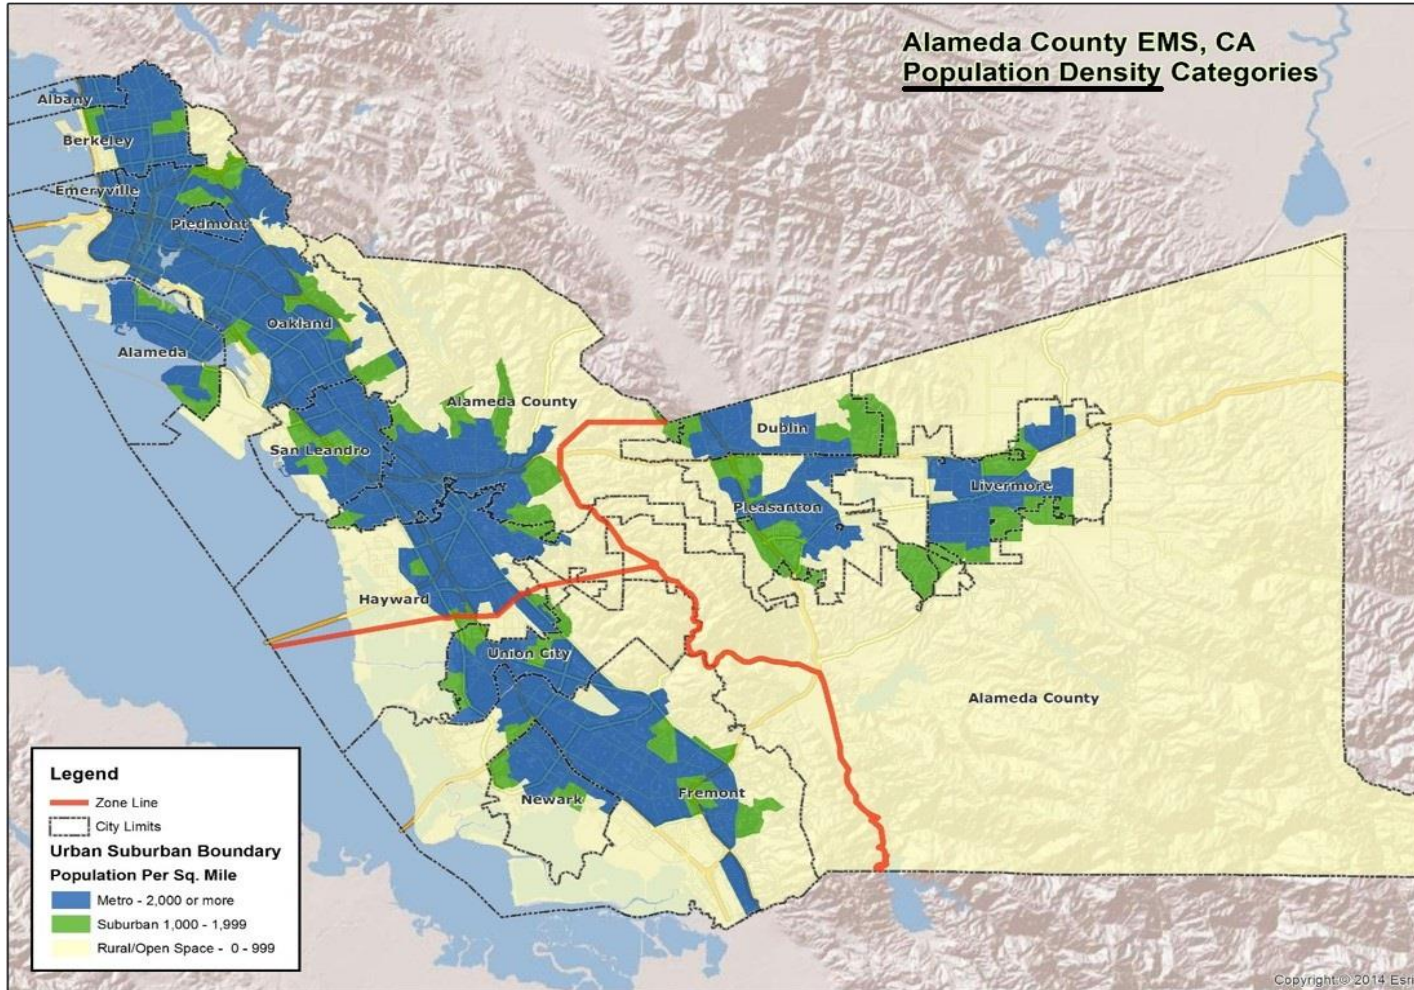 Alameda County EMS, CA
Population Density Categories
Albany
Berkeley
Emeryville
Piedmont
Oakland
Alameda
Alameda County
San Leandro
Dublin
Livermore
Pleasanton
Hayward
Union City
Alameda County
Newark
Fremont
Legend
Zone Line
City Limits
Urban Suburban Boundary
Population Per Sq. Mile
Metro - 2,000 or more
Suburban 1,000 - 1,999
Rural/Open Space - 0 - 999
Copyright:© 2014 Esri